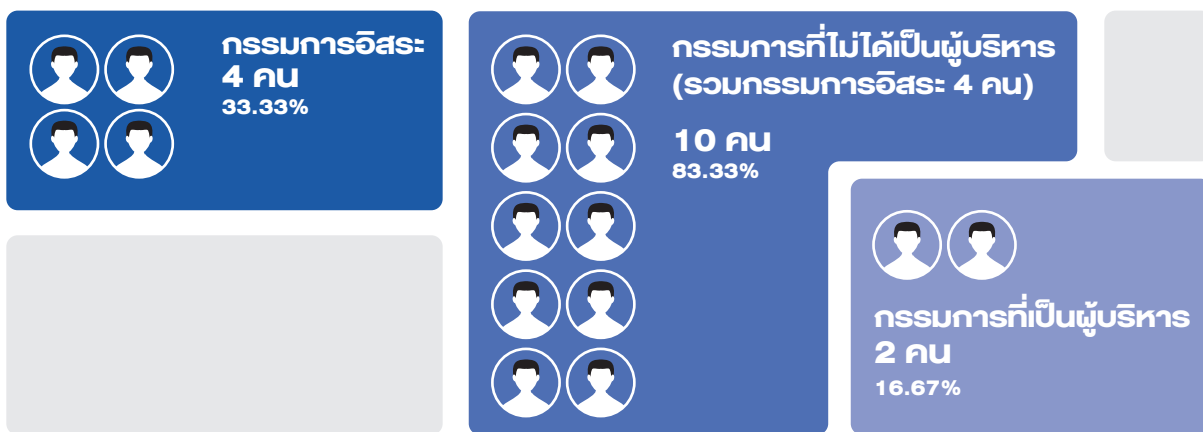 กรรมการอิสระ
4 คน
33.33%
กรรมการที่ไม่ได้เป็นผู้บริหาร
(รวมกรรมการอิสระ 4 คน)
10 คน
83.33%
กรรมการที่เป็นผู้บริหาร
2 คน
16.67%